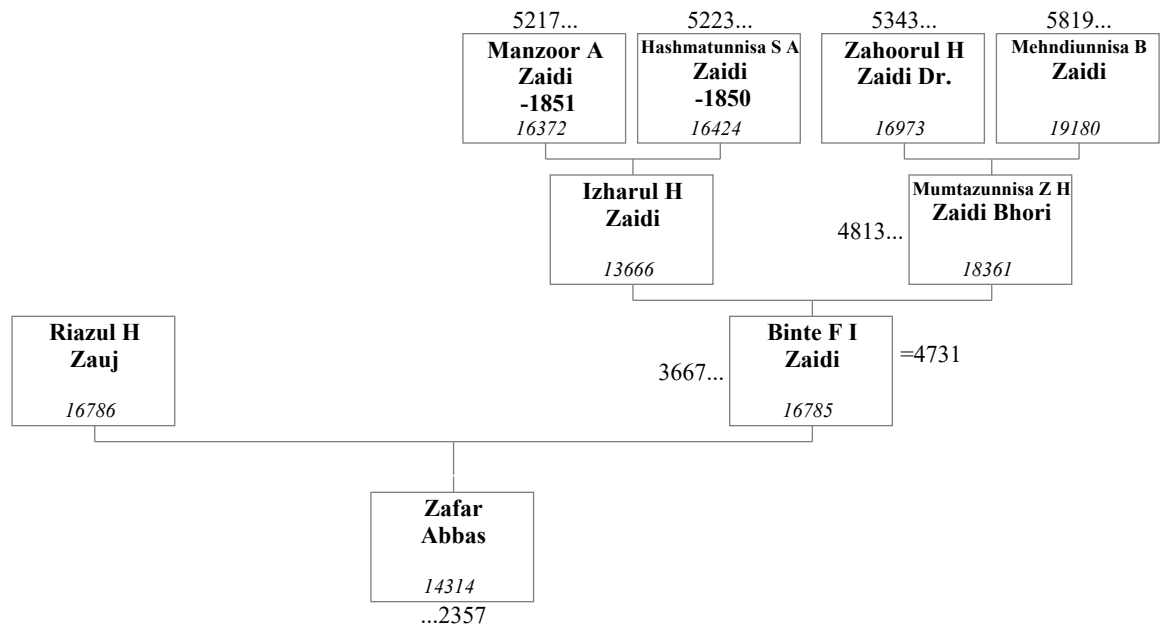 5217...
5223...
5343...
5819...
Manzoor A
Zaidi
-1851
16372
Hashmatunnisa S A
Zaidi
-1850
16424
Zahoorul H
Zaidi Dr.
16973
Mehndiunnisa B
Zaidi
19180
Izharul H
Zaidi
13666
4813...
Mumtazunnisa Z H
Zaidi Bhori
18361
Riazul H
Zauj
16786
3667...
Binte F I
Zaidi
16785
=4731
Zafar
Abbas
14314
...2357